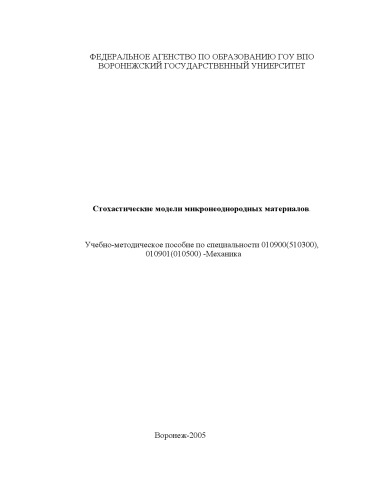 ФЕДЕРАЛЬНОЕ АГЕНСТВО ПО ОБРАЗОВАНИЮ ГОУ ВПО
ВОРОНЕЖСКИЙ ГОСУДАРСТВЕННЫЙ УНИЕРСИТЕТ
Стохастические модели микронеоднородных материалов
Учебно-методическое пособие по специальности 010900(510300),
010901(010500) -Механика
Воронеж-2005